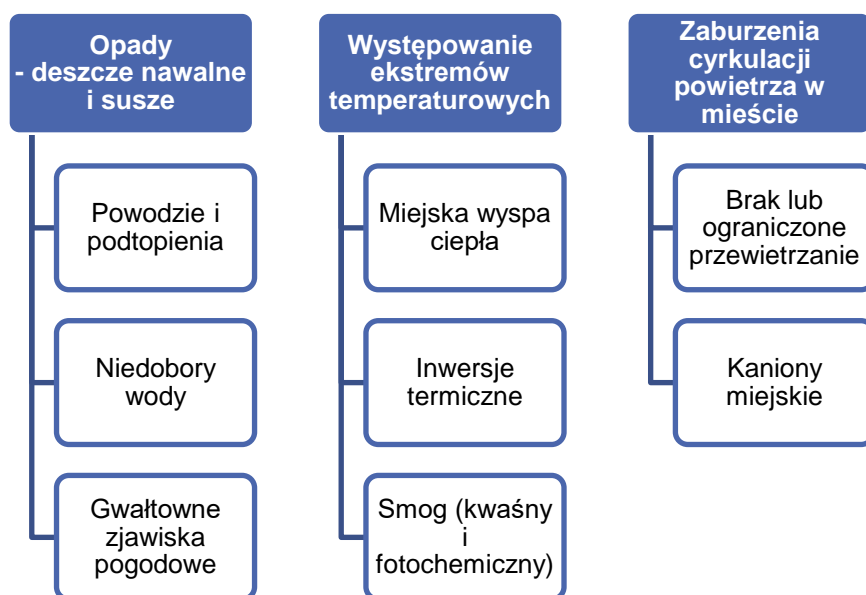 Opady
- deszcze nawalne
i susze
Powodzie i
podtopienia
Niedobory
wody
Gwałtowne
zjawiska
pogodowe
Występowanie
ekstremów
temperaturowych
Miejska wyspa
ciepła
Inwersje
termiczne
Smog (kwaśny
i
fotochemiczny)
Zaburzenia
cyrkulacji
powietrza w
mieście
Brak lub
ograniczone
przewietrzanie
Kaniony
miejskie